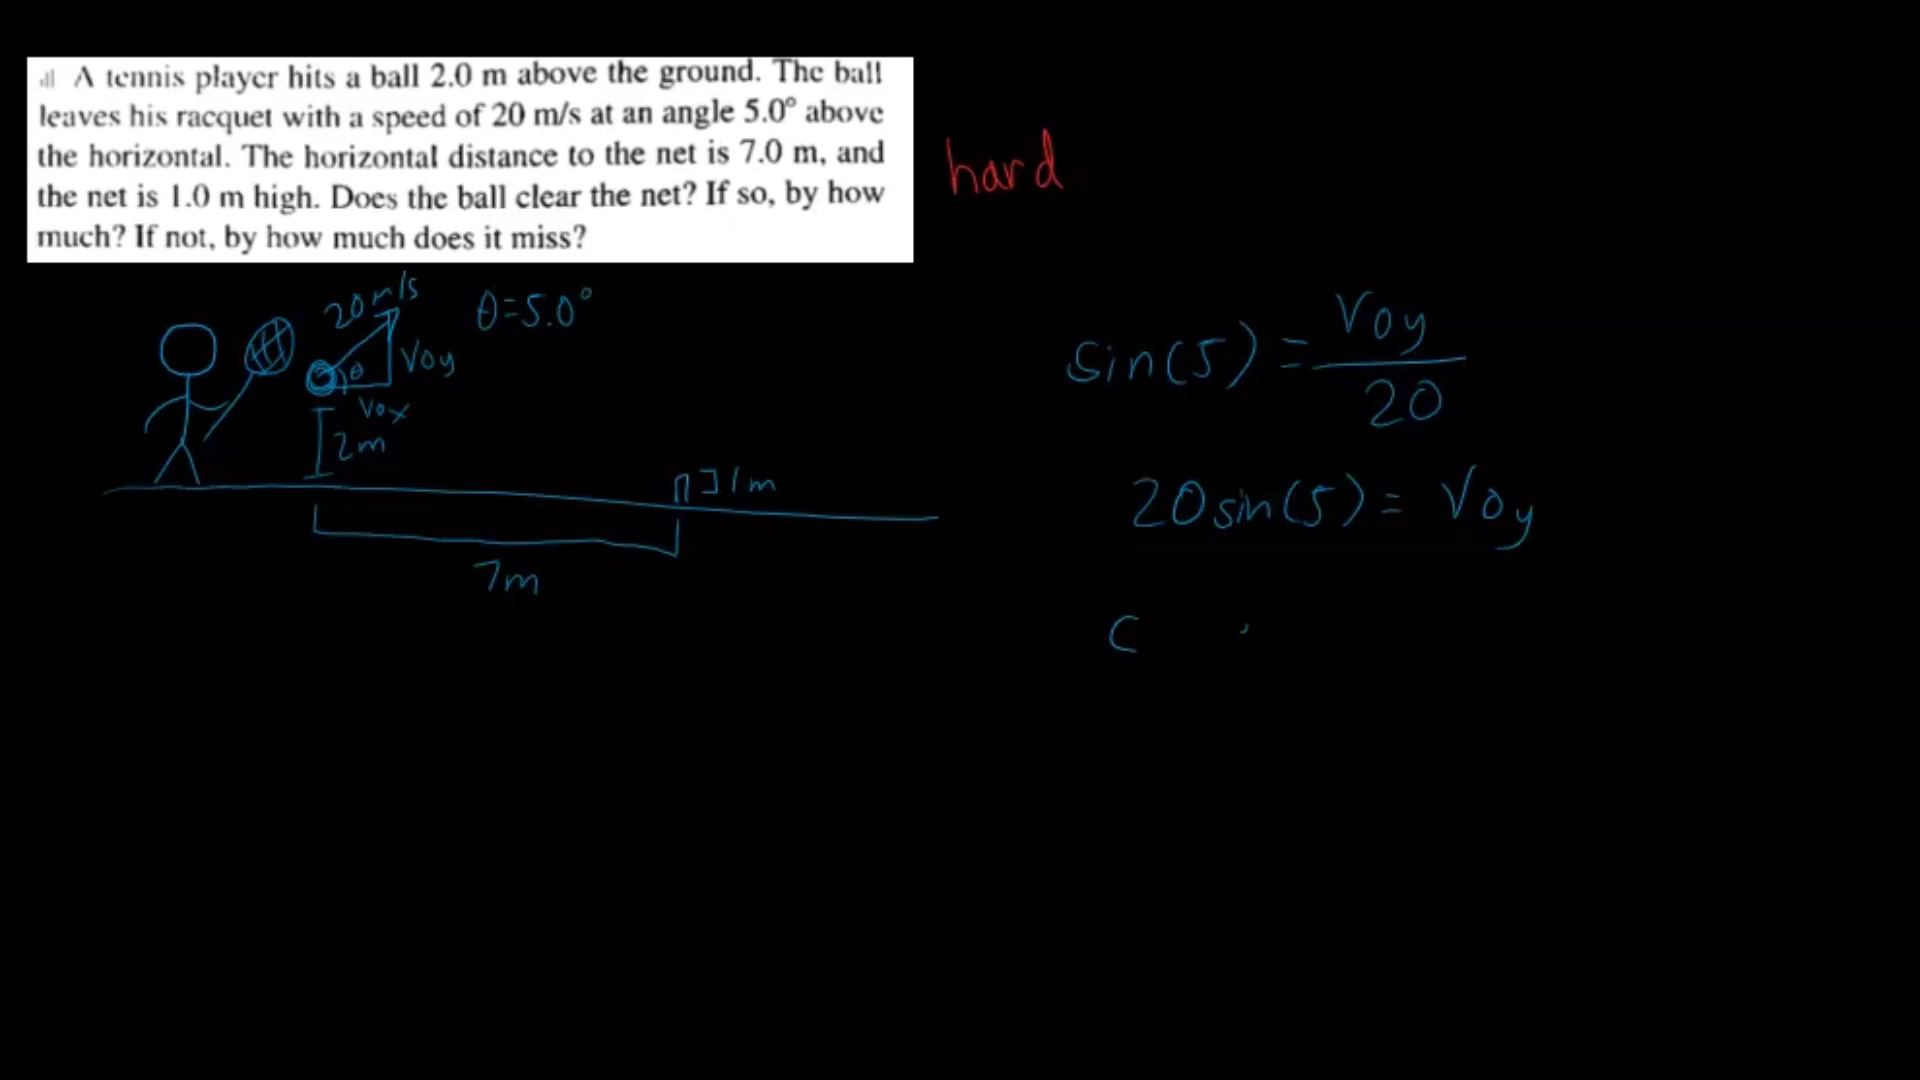 A tennis player hits a ball 2.0 m above the ground. The ball
leaves his racquet with a speed of 20 m/s at an angle 5.0° above
the horizontal. The horizontal distance to the net is 7.0 m, and
the net is 1.0 m high. Does the ball clear the net? If so, by how
much? If not, by how much does it miss?
hard
20 m/s
θ=5.0°
Voy
θ
Vox
2m
1m
7m
sin(5) = Voy/20
20sin(5) = Voy
C